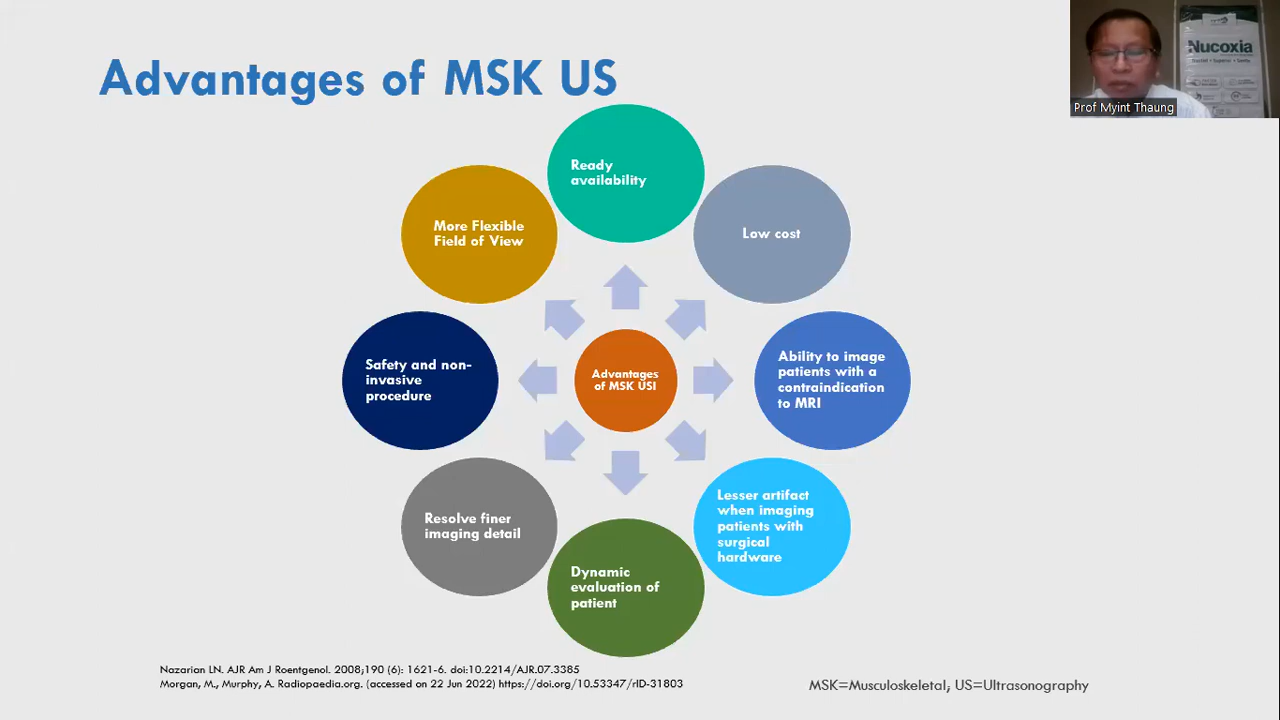 Advantages of MSK US
Nucoxia
Prof Myint Thaung
Ready
availability
More Flexible
Field of View
Low cost
Safety and non-
invasive
procedure
Advantages
of MSK USI
Ability to image
patients with a
contraindication
to MRI
Resolve finer
imaging detail
Lesser artifact
when imaging
patients with
surgical
hardware
Dynamic
evaluation of
patient
Nazarian LN. AJR Am J Roentgenol. 2008;190 (6): 1621-6. doi:10.2214/AJR.07.3385
Morgan, M., Murphy, A. Radiopaedia.org. (accessed on 22 Jun 2022) https://doi.org/10.53347/rID-31803
MSK=Musculoskeletal; US=Ultrasonography